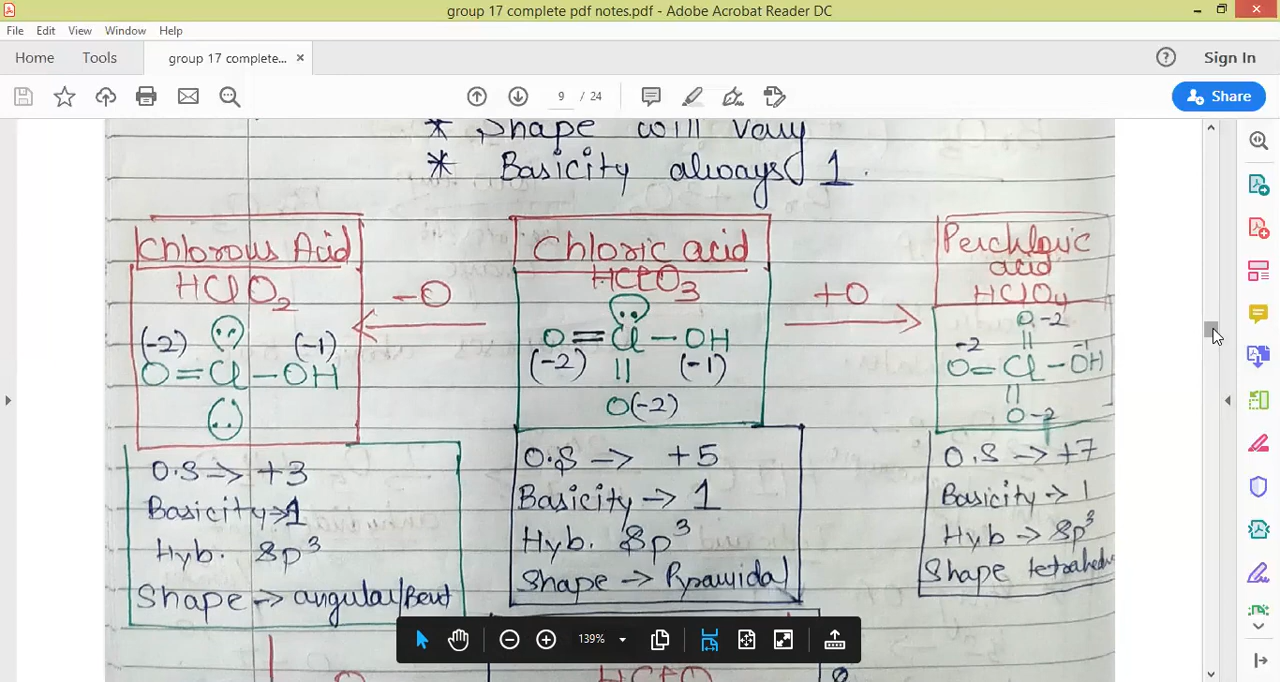 group 17 complete pdf notes.pdf - Adobe Acrobat Reader DC
File Edit View Window Help
Home Tools group 17 complete... × Sign In
9 / 24 Share
* Shape will vary
* Basicity always 1.
Chlorous Acid
HClO2
(-2) (-1)
O=Cl-OH
O.S → +3
Basicity → 1
Hyb. sp3
Shape → angular/Bent
-O
Chloric acid
HClO3
O=Cl-OH
(-2) (-1)
O(-2)
O.S → +5
Basicity → 1
Hyb. sp3
Shape → Pyramidal
+O
Perchloric
acid
HClO4
O-2
-2 -1
O=Cl-OH
O-2
O.S → +7
Basicity → 1
Hyb → sp3
Shape tetrahed
139%